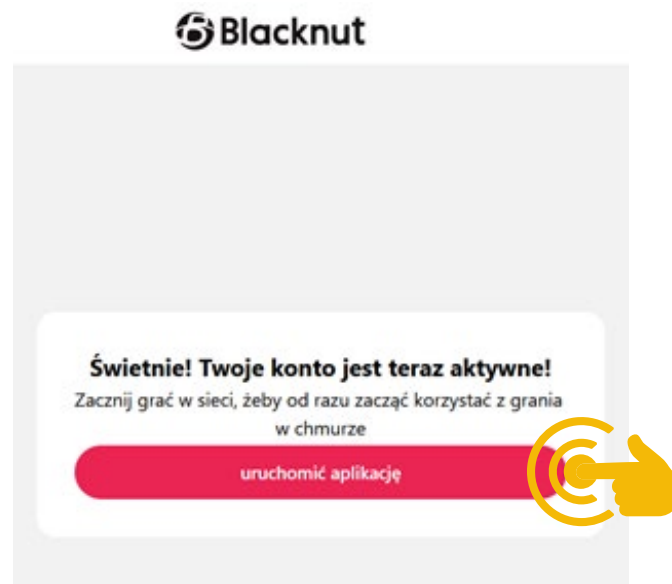 Blacknut
Świetnie! Twoje konto jest teraz aktywne!
Zacznij grać w sieci, żeby od razu zacząć korzystać z grania
w chmurze
uruchomić aplikację